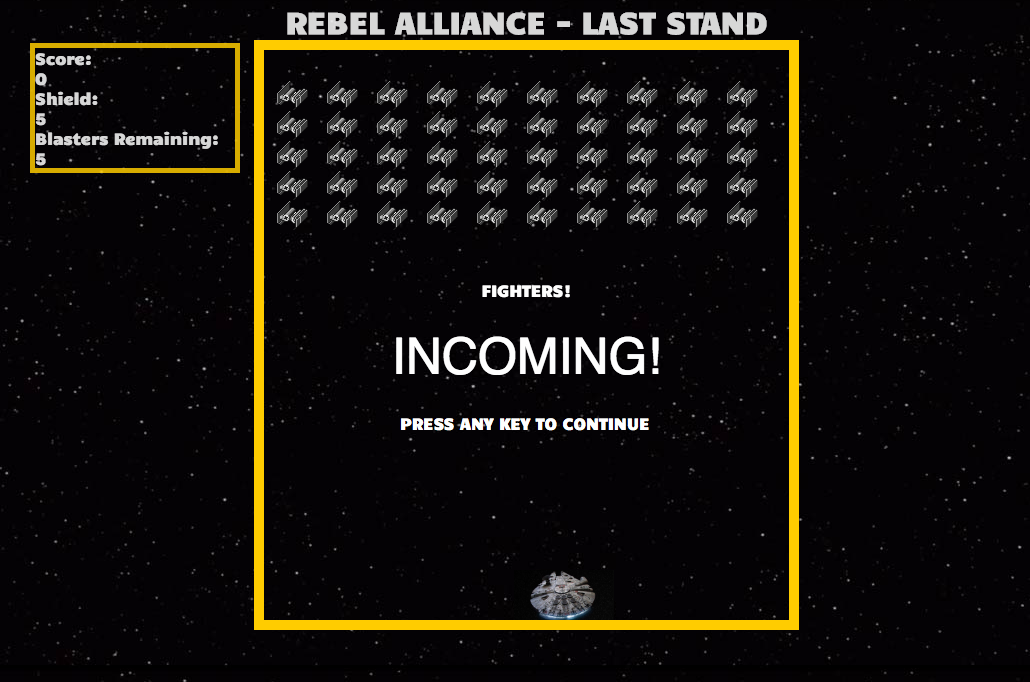 REBEL ALLIANCE - LAST STAND
Score:
0
Shield:
5
Blasters Remaining:
5
FIGHTERS!
INCOMING!
PRESS ANY KEY TO CONTINUE